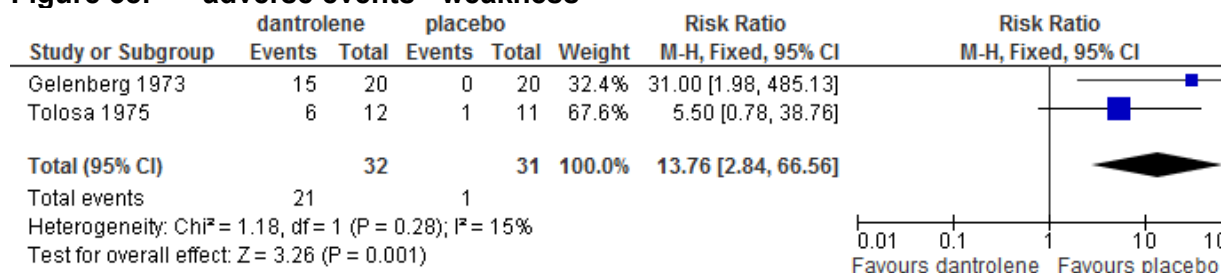 dantrolene placebo Risk Ratio Risk Ratio
Study or Subgroup Events Total Events Total Weight M-H, Fixed, 95% CI M-H, Fixed, 95% CI
Gelenberg 1973 15 20 0 20 32.4% 31.00 [1.98, 485.13]
Tolosa 1975 6 12 1 11 67.6% 5.50 [0.78, 38.76]
Total (95% CI) 32 31 100.0% 13.76 [2.84, 66.56]
Total events 21 1
Heterogeneity: Chi² = 1.18, df = 1 (P = 0.28); I² = 15%
Test for overall effect: Z = 3.26 (P = 0.001)
0.01 0.1 1 10
Favours dantrolene Favours placebo